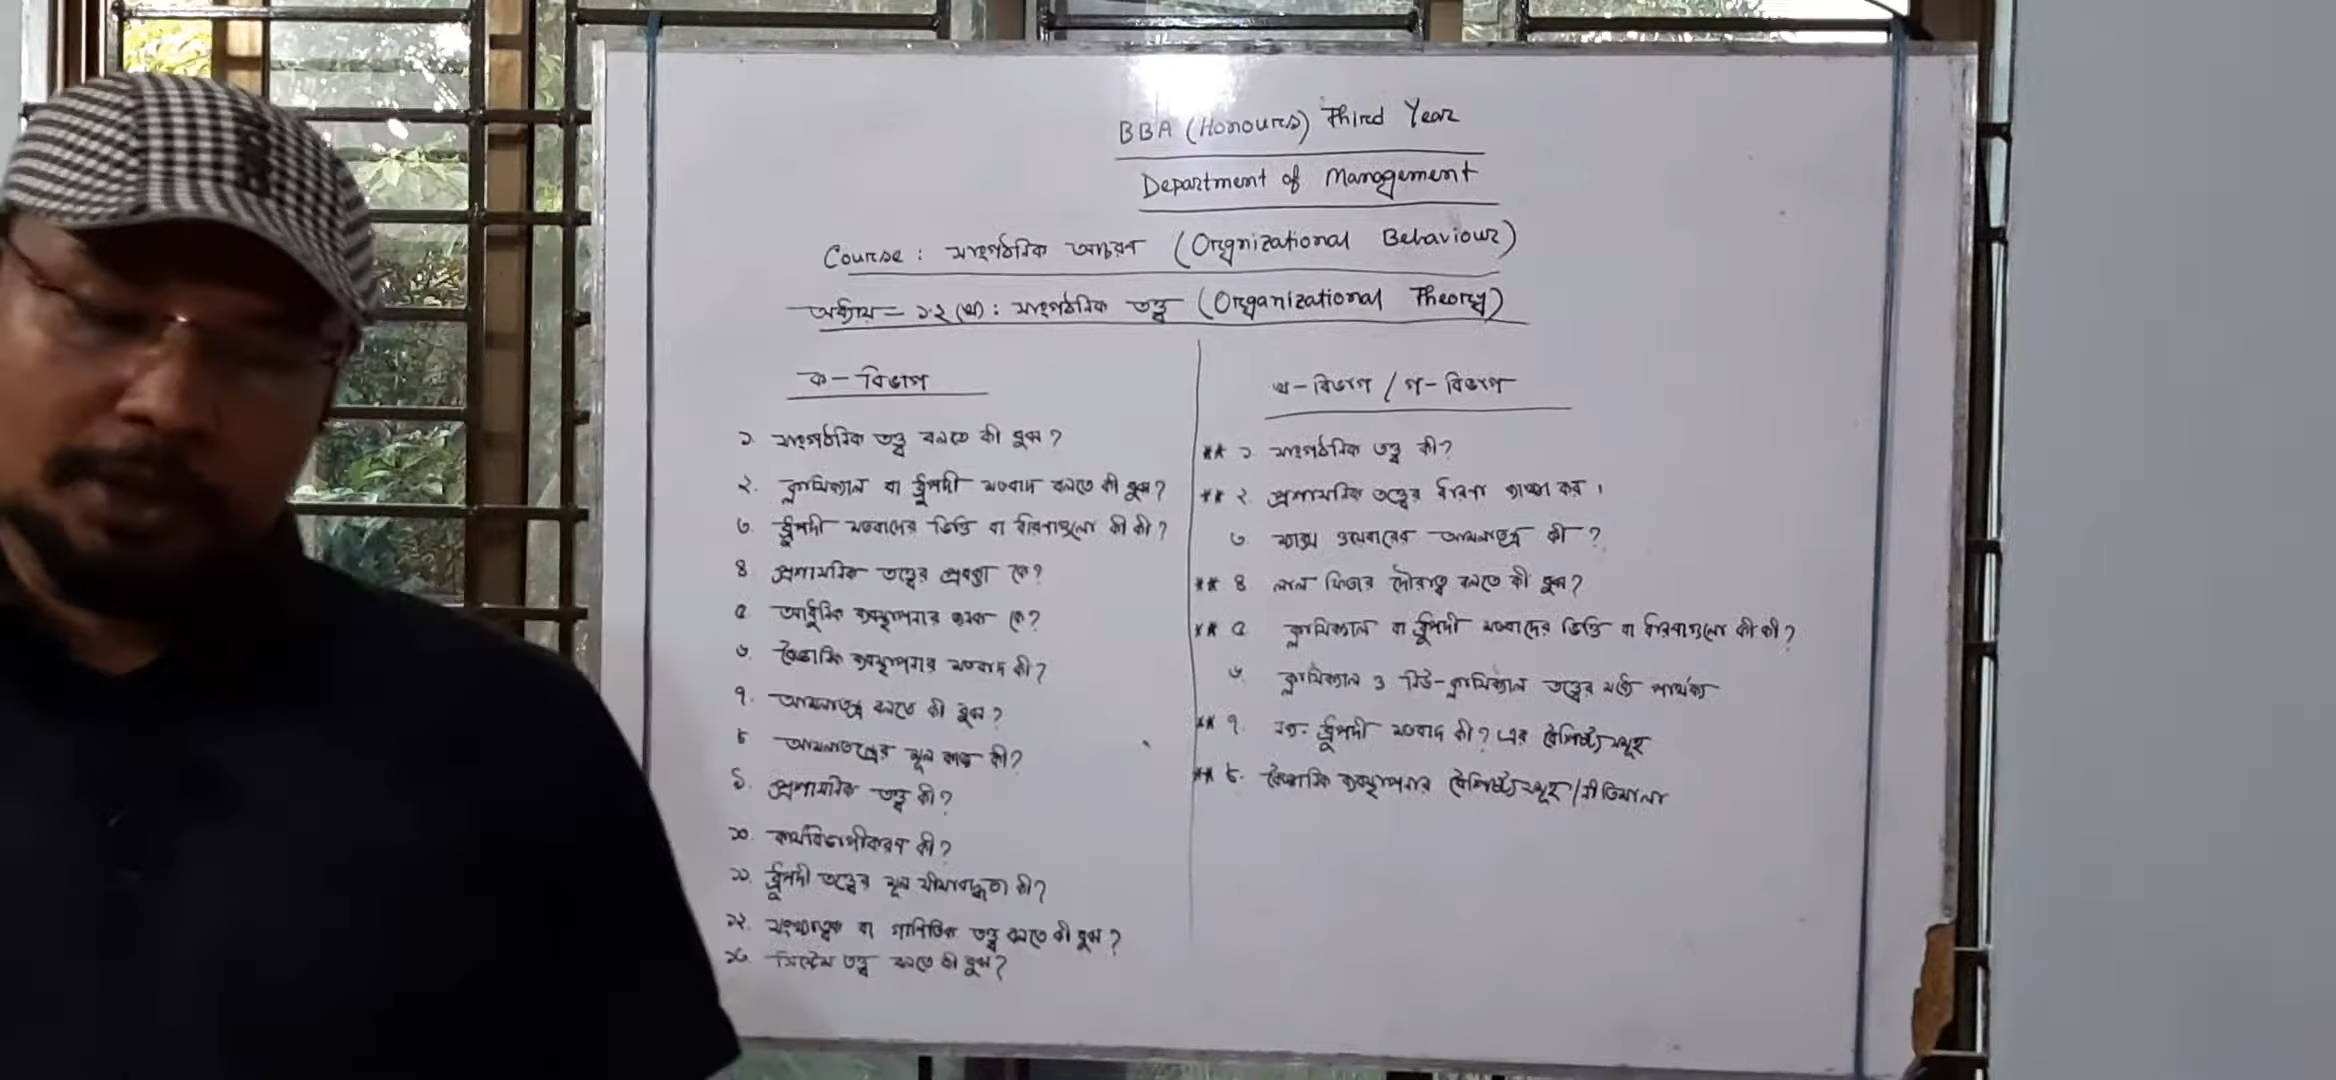 BBA (Honours) Third Year
Department of Management
Course: সাংগঠনিক আচরণ (Organizational Behaviour)
অধ্যায় - ১২ (খ): সাংগঠনিক তত্ত্ব (Organizational Theory)
ক - বিভাগ
১. সাংগঠনিক তত্ত্ব বলতে কী বুঝ?
২. ক্লাসিক্যাল বা ধ্রুপদী মতবাদ বলতে কী বুঝ?
৩. ধ্রুপদী মতবাদের ভিত্তি বা ধারণাগুলো কী কী?
৪. প্রশাসনিক তত্ত্বের প্রবক্তা কে?
৫. আধুনিক ব্যবস্থাপনার জনক কে?
৬. বৈজ্ঞানিক ব্যবস্থাপনার মতবাদ কী?
৭. আমলাতন্ত্র বলতে কী বুঝ?
৮. আমলাতন্ত্রের মূল কাজ কী?
৯. প্রশাসনিক তত্ত্ব কী?
১০. কার্যবিভাগীকরণ কী?
১১. ধ্রুপদী তত্ত্বের মূল সীমাবদ্ধতা কী?
১২. সংখ্যাত্মক বা গাণিতিক তত্ত্ব বলতে কী বুঝ?
১৩. সিস্টেম তত্ত্ব বলতে কী বুঝ?
খ - বিভাগ / গ - বিভাগ
** ১. সাংগঠনিক তত্ত্ব কী?
** ২. প্রশাসনিক তত্ত্বের ধারণা ব্যাখ্যা কর।
৩. ম্যাক্স ওয়েবারের আমলাতন্ত্র কী?
** ৪. লাল ফিতার দৌরাত্ম বলতে কী বুঝ?
** ৫. ক্লাসিক্যাল বা ধ্রুপদী মতবাদের ভিত্তি বা ধারণাগুলো কী কী?
৬. ক্লাসিক্যাল ও নিউ-ক্লাসিক্যাল তত্ত্বের মধ্যে পার্থক্য
** ৭. নব্য-ধ্রুপদী মতবাদ কী? এর বৈশিষ্ট্যসমূহ
** ৮. বৈজ্ঞানিক ব্যবস্থাপনার বৈশিষ্ট্যসমূহ/নীতিমালা